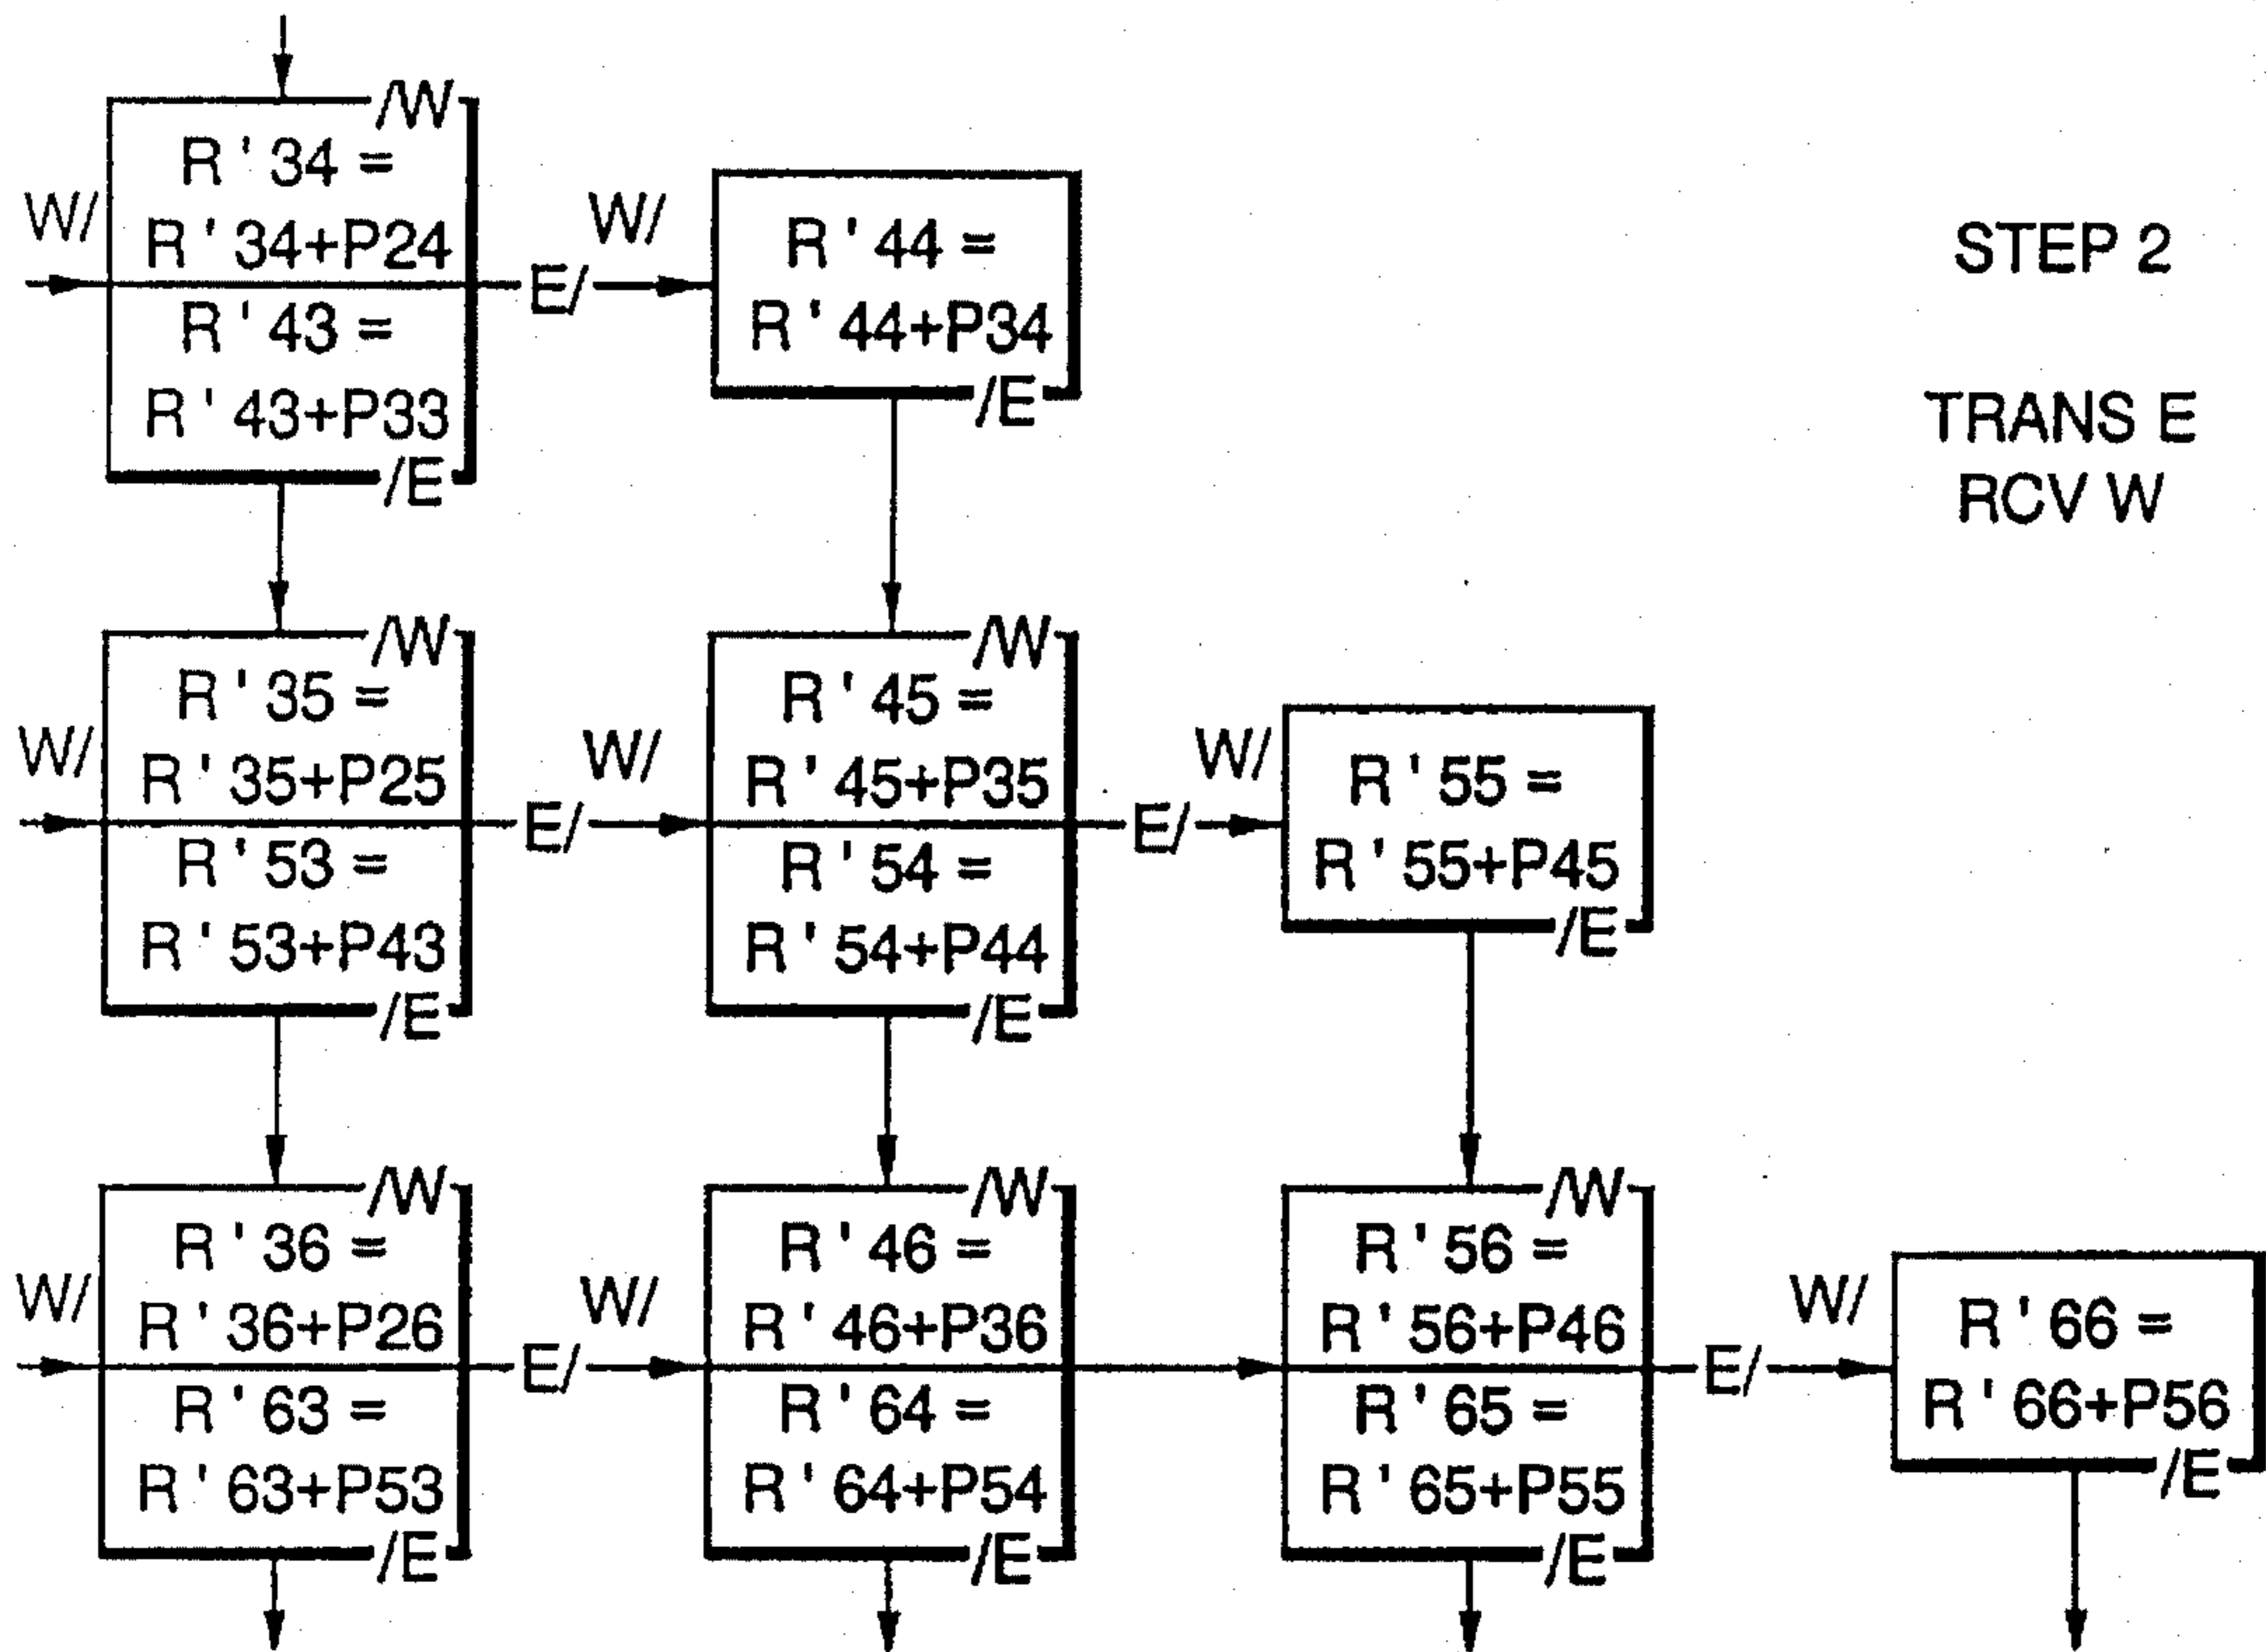 /W
R'34 =
W/
R'34+P24
R'43 =
R'43+P33
/E
E/
W/
R'44 =
R'44+P34
/E
STEP 2
TRANS E
RCV W
/W
R'35 =
W/
R'35+P25
R'53 =
R'53+P43
/E
E/
W/
/W
R'45 =
R'45+P35
R'54 =
R'54+P44
/E
E/
W/
R'55 =
R'55+P45
/E
/W
R'36 =
W/
R'36+P26
R'63 =
R'63+P53
/E
E/
W/
/W
R'46 =
R'46+P36
R'64 =
R'64+P54
/E
/W
R'56 =
R'56+P46
R'65 =
R'65+P55
/E
E/
W/
R'66 =
R'66+P56
/E